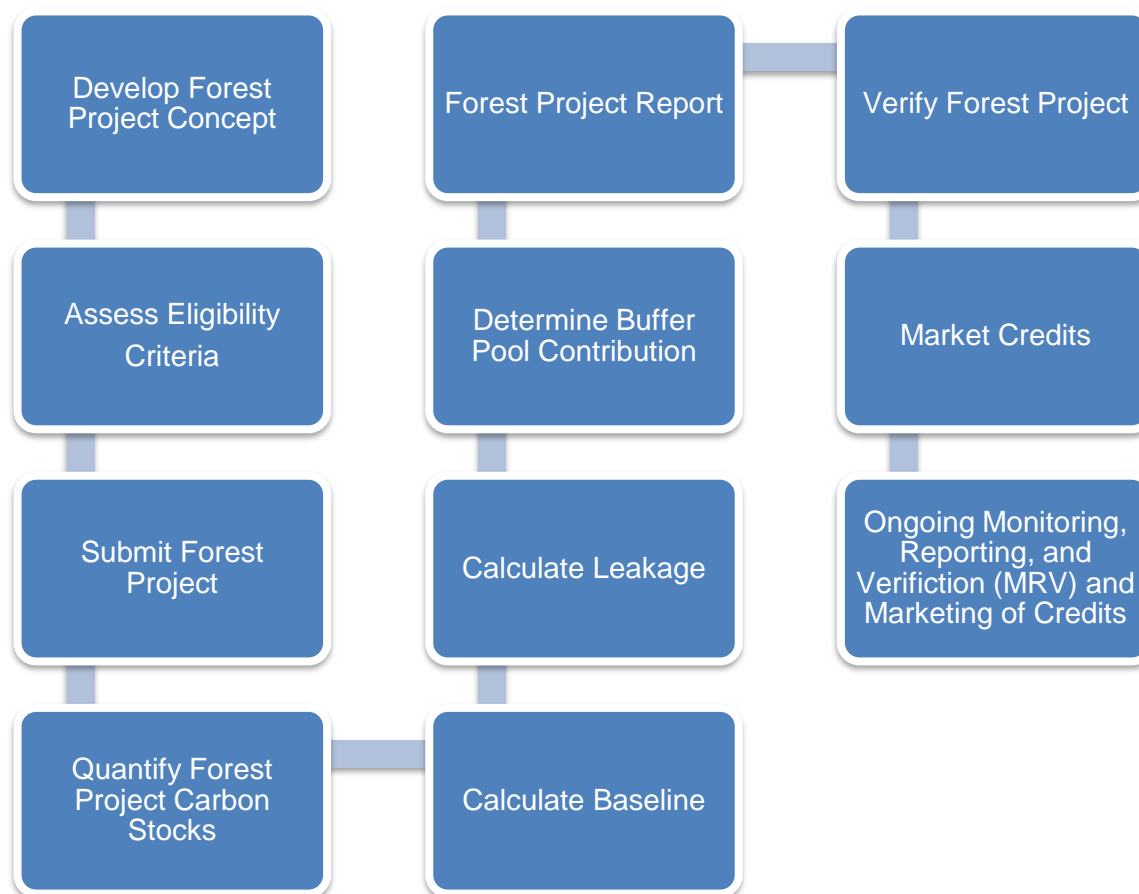 Develop Forest
Project Concept
Assess Eligibility
Criteria
Submit Forest
Project
Quantify Forest
Project Carbon
Stocks
Calculate Baseline
Calculate Leakage
Determine Buffer
Pool Contribution
Forest Project Report
Verify Forest Project
Market Credits
Ongoing Monitoring,
Reporting, and
Verifiction (MRV) and
Marketing of Credits